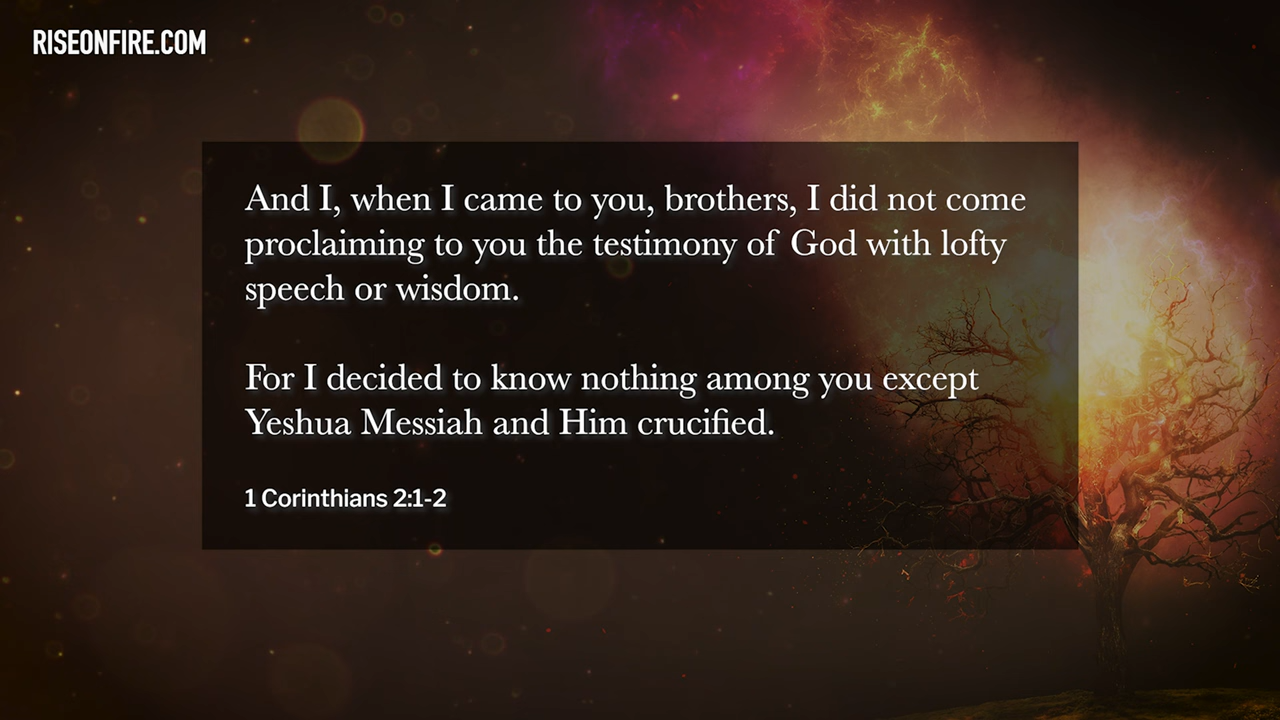 RISEONFIRE.COM
And I, when I came to you, brothers, I did not come
proclaiming to you the testimony of God with lofty
speech or wisdom.
For I decided to know nothing among you except
Yeshua Messiah and Him crucified.
1 Corinthians 2:1-2